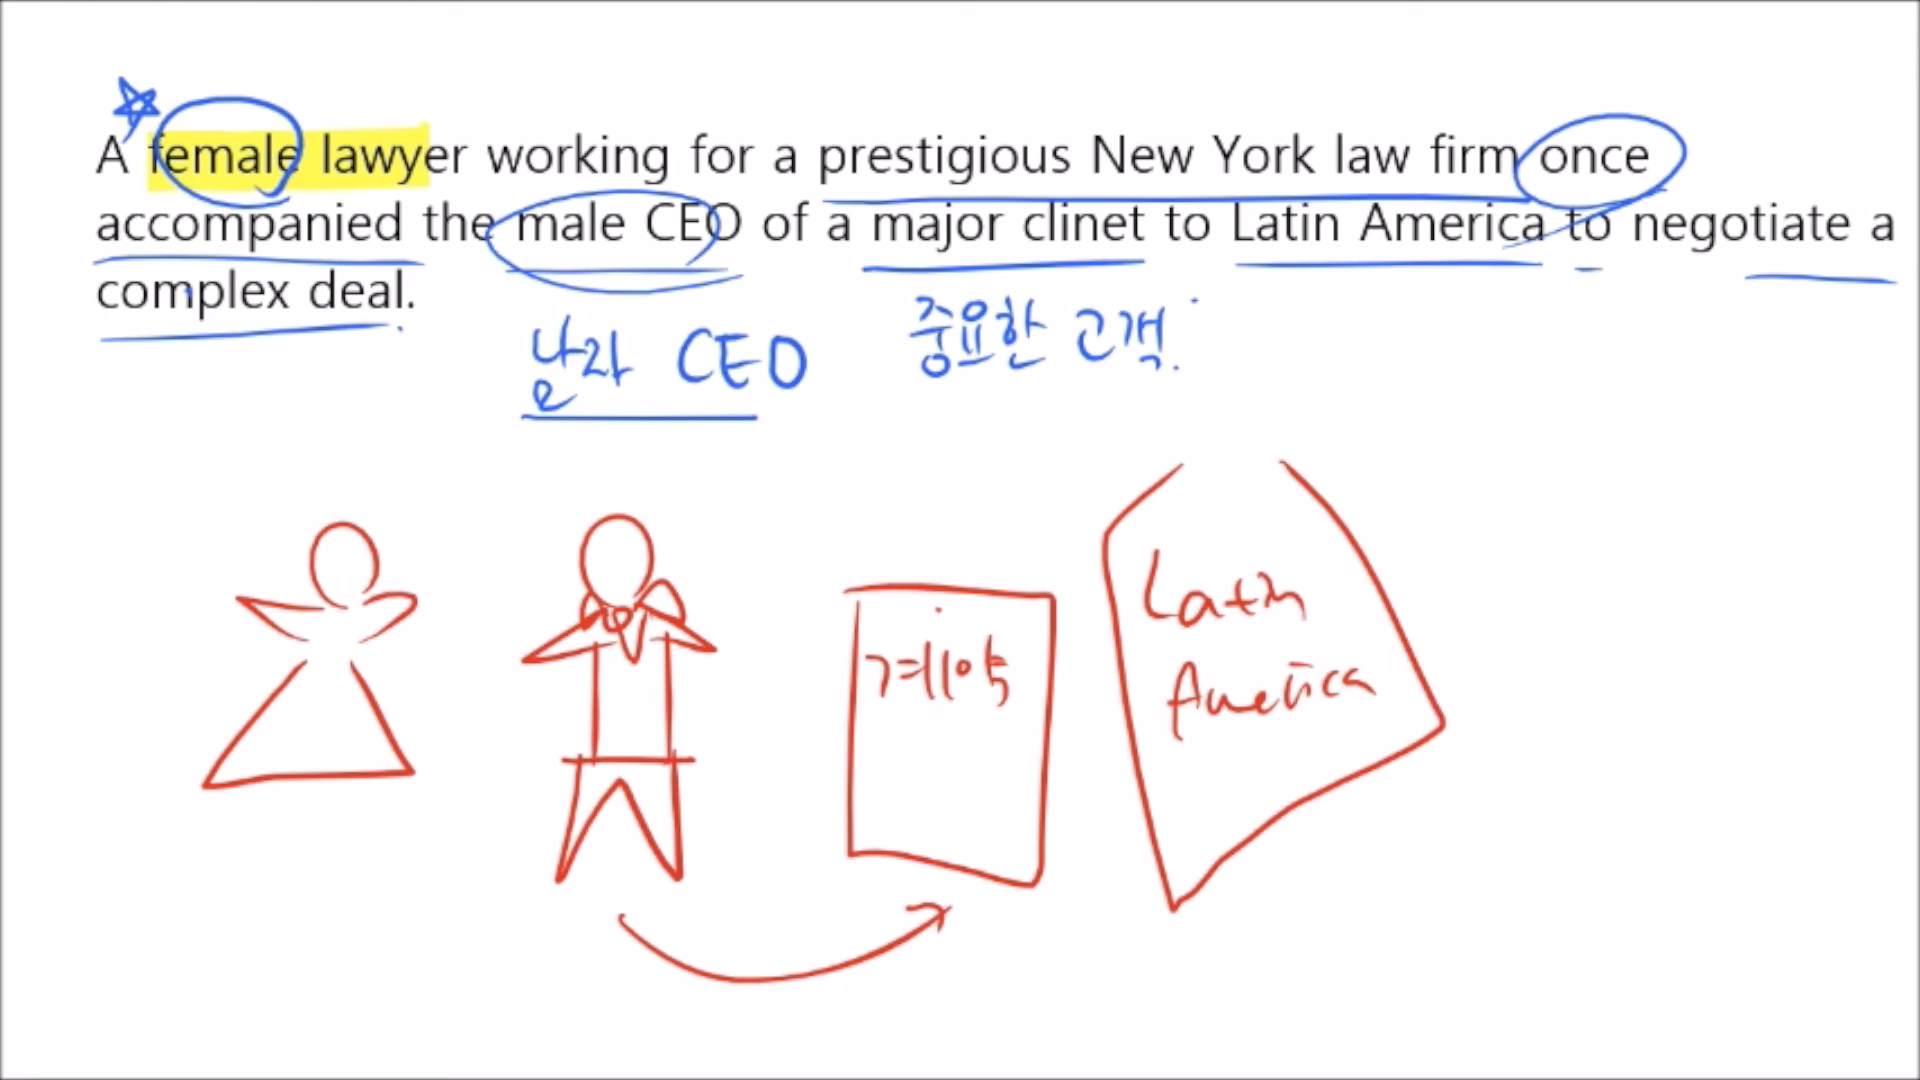 A female lawyer working for a prestigious New York law firm once
accompanied the male CEO of a major clinet to Latin America to negotiate a
complex deal.
남자 CEO
중요한 고객.
계약
Latin
America